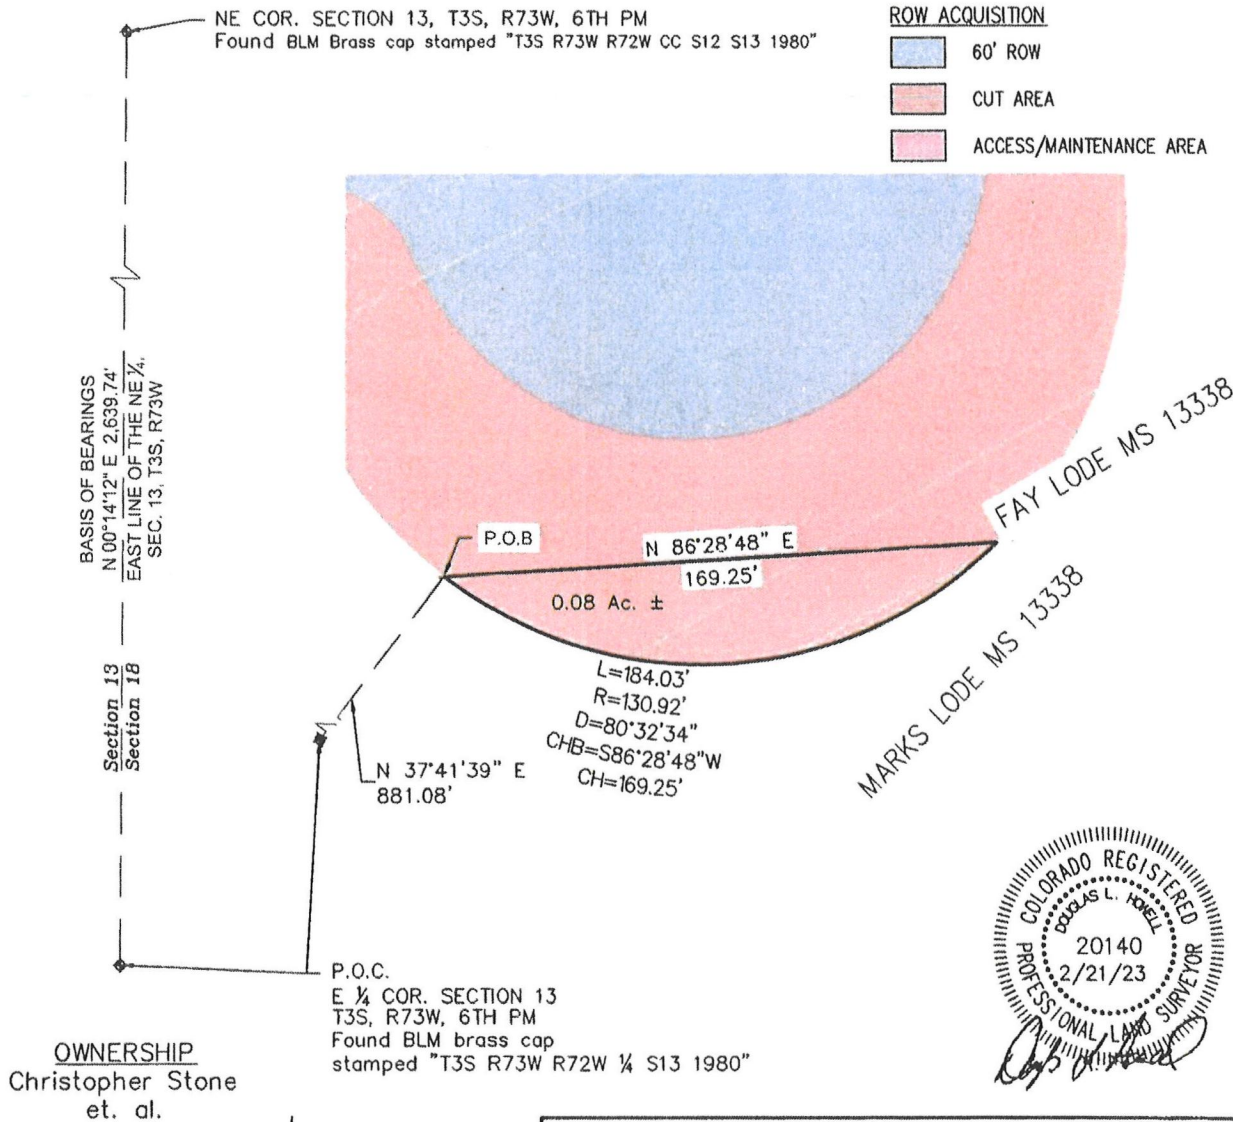 NE COR. SECTION 13, T3S, R73W, 6TH PM
Found BLM Brass cap stamped "T3S R73W R72W CC S12 S13 1980"
ROW ACQUISITION
60' ROW
CUT AREA
ACCESS/MAINTENANCE AREA
BASIS OF BEARINGS
N 00°14'12" E 2,639.74'
EAST LINE OF THE NE ¼,
SEC. 13, T3S, R73W
Section 13
Section 18
P.O.B
N 86°28'48" E
169.25'
0.08 Ac. ±
FAY LODE MS 13338
MARKS LODE MS 13338
L=184.03'
R=130.92'
D=80°32'34"
CHB=S86°28'48"W
CH=169.25'
N 37°41'39" E
881.08'
P.O.C.
E ¼ COR. SECTION 13
T3S, R73W, 6TH PM
Found BLM brass cap
stamped "T3S R73W R72W ¼ S13 1980"
COLORADO REGISTERED
DOUGLAS L. HOWELL
20140
2/21/23
PROFESSIONAL LAND SURVEYOR
OWNERSHIP
Christopher Stone
et. al.